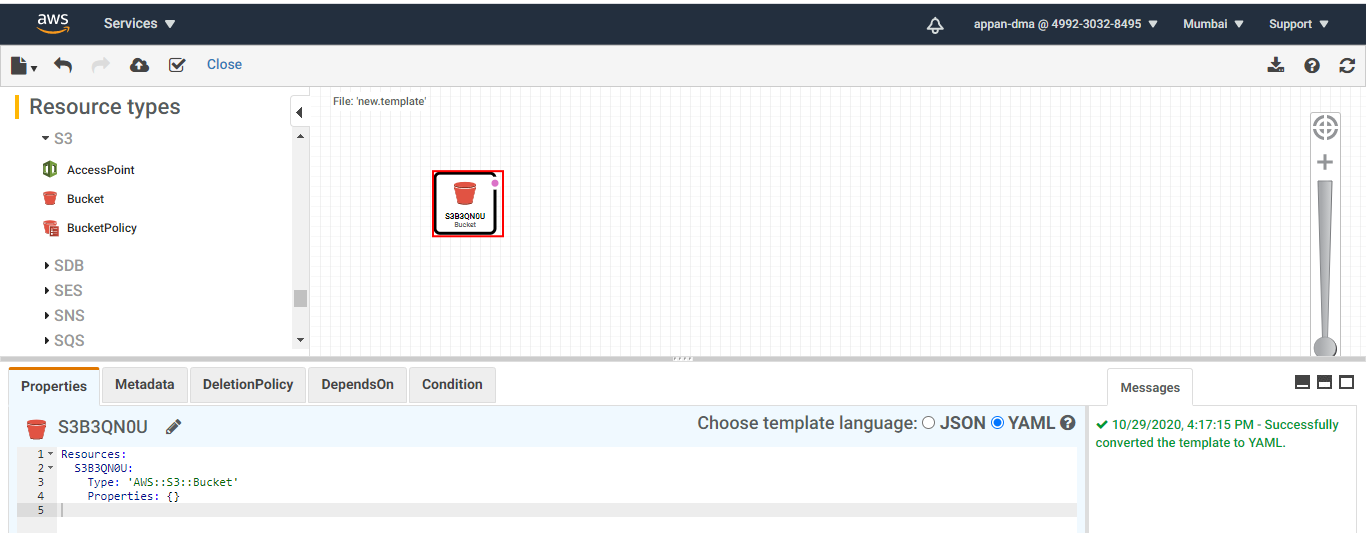 aws
Services
appan-dma @ 4992-3032-8495
Mumbai
Support
Close
Resource types
S3
AccessPoint
Bucket
BucketPolicy
SDB
SES
SNS
SQS
File: 'new.template'
S3B3QN0U
Bucket
Properties
Metadata
DeletionPolicy
DependsOn
Condition
Messages
S3B3QN0U
Choose template language: JSON YAML
1 Resources:
2 S3B3QN0U:
3 Type: 'AWS::S3::Bucket'
4 Properties: {}
5
10/29/2020, 4:17:15 PM - Successfully
converted the template to YAML.